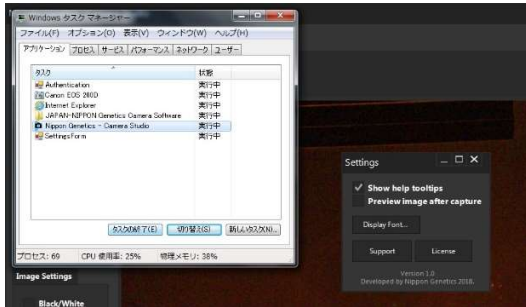 Windows タスク マネージャー
ファイル(F) オプション(O) 表示(V) ウィンドウ(W) ヘルプ(H)
アプリケーション プロセス サービス パフォーマンス ネットワーク ユーザー
タスク 状態
Authentication 実行中
Canon EOS 200D 実行中
Internet Explorer 実行中
JAPAN-NIPPON Genetics Camera Software 実行中
Nippon Genetics - Camera Studio 実行中
SettingsForm 実行中
タスクの終了(E) 切り替え(S) 新しいタスク(N)...
プロセス: 69 CPU 使用率: 25% 物理メモリ: 38%
Settings
Show help tooltips
Preview image after capture
Display Font...
Support License
Version 1.0
Developed by Nippon Genetics 2018.
Image Settings
Black/White